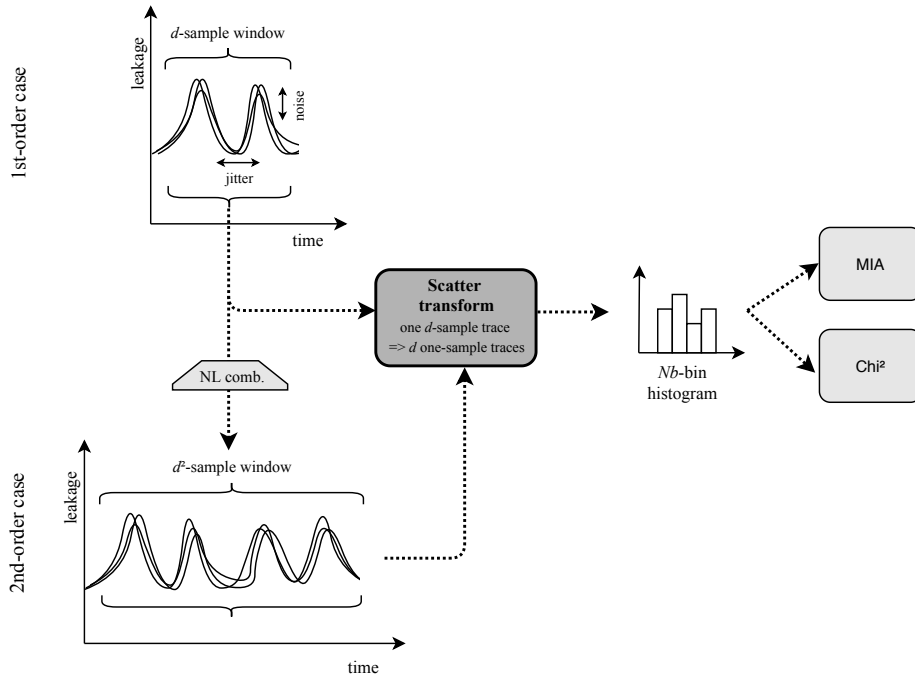 1st-order case
leakage
d-sample window
noise
jitter
time
Scatter
transform
one d-sample trace
=> d one-sample traces
MIA
Chi²
Nb-bin
histogram
NL comb.
2nd-order case
leakage
d²-sample window
time